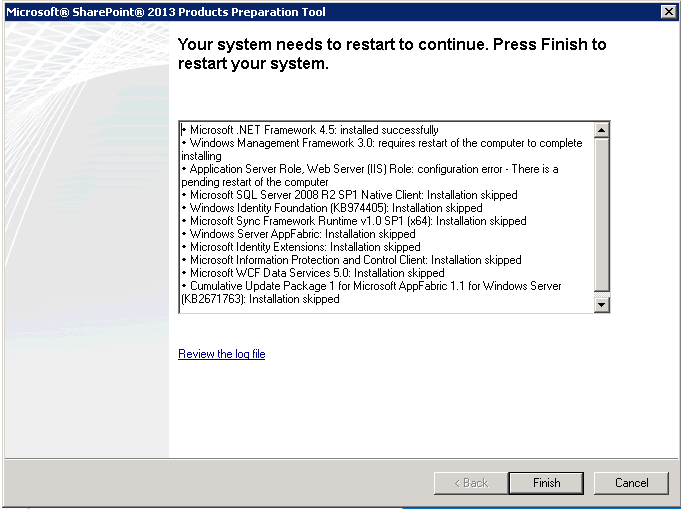 Microsoft® SharePoint® 2013 Products Preparation Tool
Your system needs to restart to continue. Press Finish to
restart your system.
• Microsoft .NET Framework 4.5: installed successfully
• Windows Management Framework 3.0: requires restart of the computer to complete
installing
• Application Server Role, Web Server (IIS) Role: configuration error - There is a
pending restart of the computer
• Microsoft SQL Server 2008 R2 SP1 Native Client: Installation skipped
• Windows Identity Foundation (KB974405): Installation skipped
• Microsoft Sync Framework Runtime v1.0 SP1 (x64): Installation skipped
• Windows Server AppFabric: Installation skipped
• Microsoft Identity Extensions: Installation skipped
• Microsoft Information Protection and Control Client: Installation skipped
• Microsoft WCF Data Services 5.0: Installation skipped
• Cumulative Update Package 1 for Microsoft AppFabric 1.1 for Windows Server
(KB2671763): Installation skipped
Review the log file
< Back
Finish
Cancel